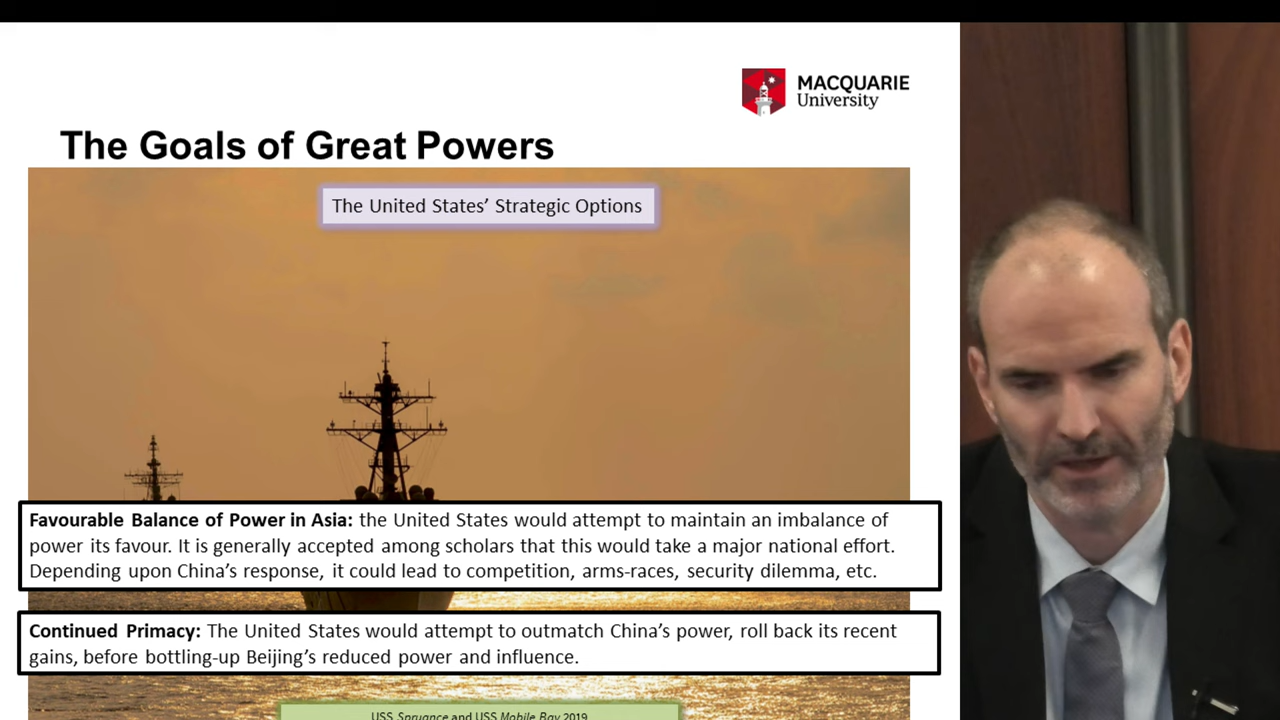 MACQUARIE
University
The Goals of Great Powers
The United States’ Strategic Options
Favourable Balance of Power in Asia: the United States would attempt to maintain an imbalance of
power its favour. It is generally accepted among scholars that this would take a major national effort.
Depending upon China’s response, it could lead to competition, arms-races, security dilemma, etc.
Continued Primacy: The United States would attempt to outmatch China’s power, roll back its recent
gains, before bottling-up Beijing’s reduced power and influence.
USS Spruance and USS Mobile Bay 2019